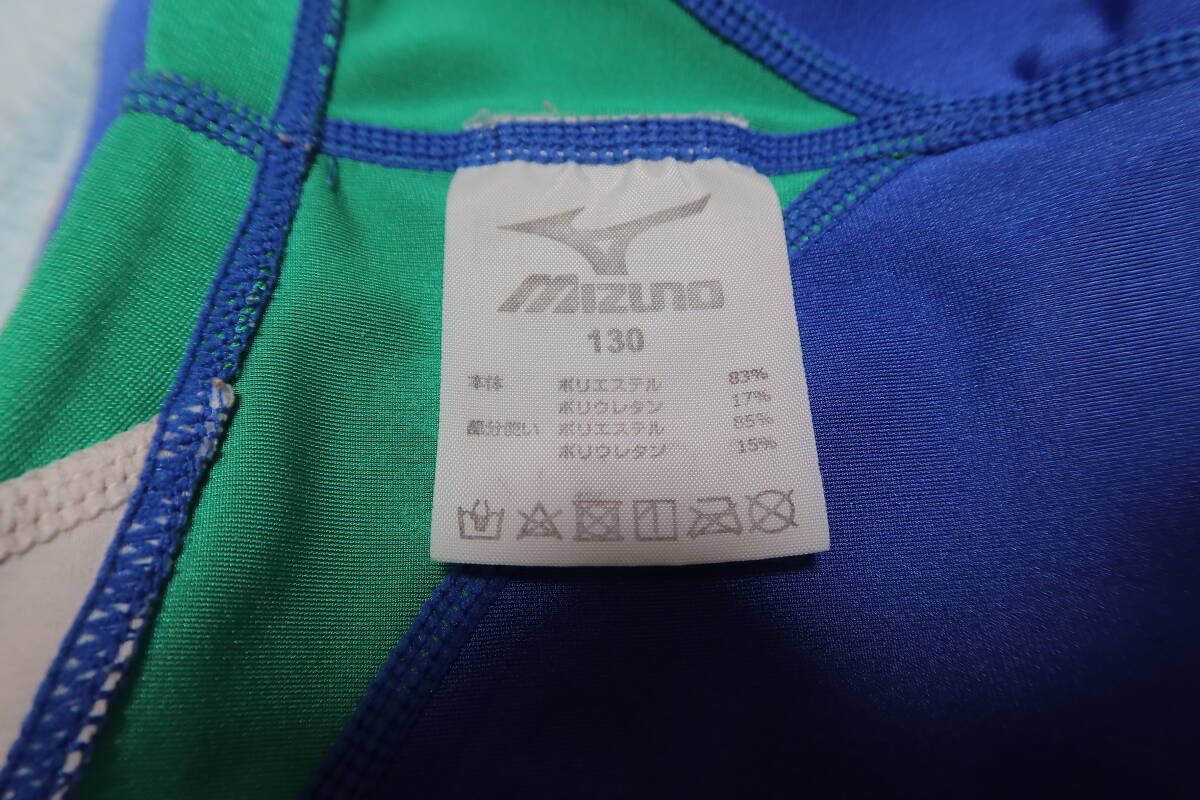 MIZUNO
130
本体 ポリエステル 83%
ポリウレタン 17%
部分使い ポリエステル 85%
ポリウレタン 15%